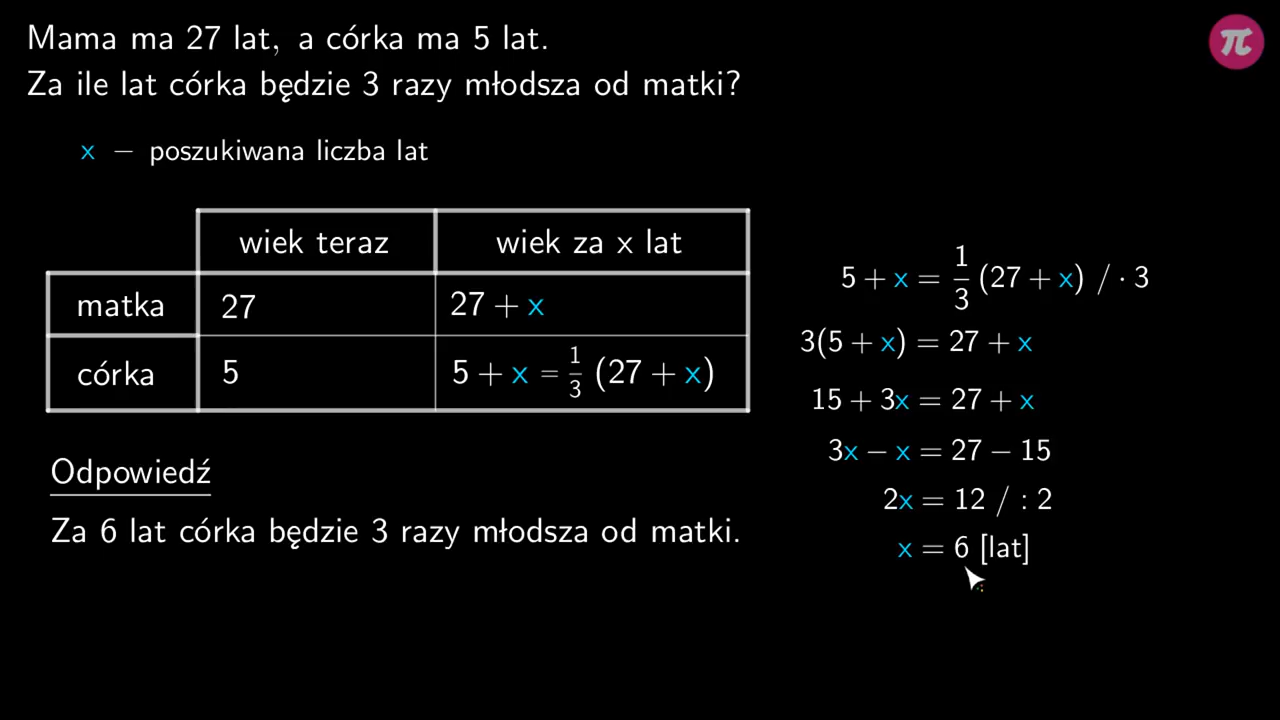 Mama ma 27 lat, a córka ma 5 lat.
Za ile lat córka będzie 3 razy młodsza od matki?
x – poszukiwana liczba lat
wiek teraz wiek za x lat
matka 27 27 + x
córka 5 5 + x = 1/3 (27 + x)
5 + x = 1/3 (27 + x) / · 3
3(5 + x) = 27 + x
15 + 3x = 27 + x
3x − x = 27 − 15
2x = 12 / : 2
x = 6 [lat]
Odpowiedź
Za 6 lat córka będzie 3 razy młodsza od matki.
π